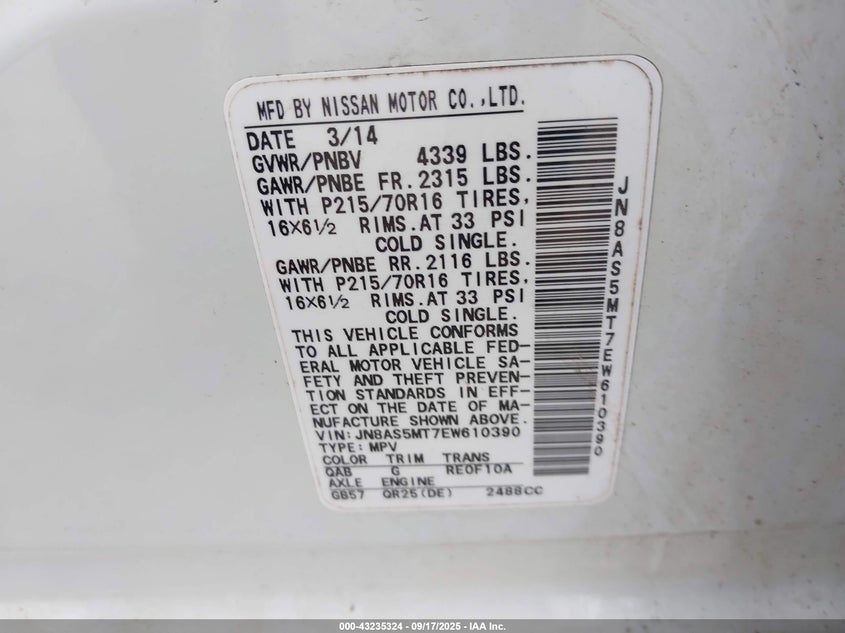 MFD BY NISSAN MOTOR CO.,LTD.
DATE 3/14
GVWR/PNBV 4339 LBS.
GAWR/PNBE FR. 2315 LBS.
WITH P215/70R16 TIRES,
16X6½ RIMS. AT 33 PSI
COLD SINGLE.
GAWR/PNBE RR. 2116 LBS.
WITH P215/70R16 TIRES,
16X6½ RIMS. AT 33 PSI
COLD SINGLE.
THIS VEHICLE CONFORMS
TO ALL APPLICABLE FED-
ERAL MOTOR VEHICLE SA-
FETY AND THEFT PREVEN-
TION STANDARDS IN EFF-
ECT ON THE DATE OF MA-
NUFACTURE SHOWN ABOVE.
VIN:JN8AS5MT7EW610390
TYPE: MPV
COLOR TRIM TRANS
QAB G RE0F10A
AXLE ENGINE
GB57 QR25(DE) 2488CC
JN8AS5MT7EW610390
000-43235324 - 09/17/2025 - IAA Inc.